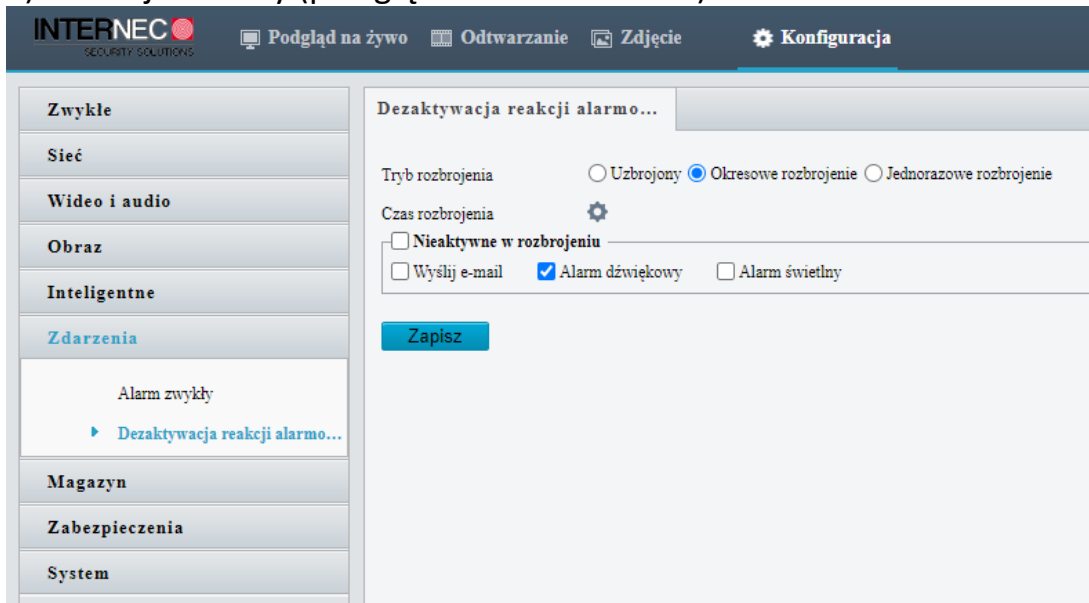 INTERNEC
SECURITY SOLUTIONS
Podgląd na żywo Odtwarzanie Zdjęcie Konfiguracja
Zwykłe
Sieć
Wideo i audio
Obraz
Inteligentne
Zdarzenia
Alarm zwykły
Dezaktywacja reakcji alarmo...
Magazyn
Zabezpieczenia
System
Dezaktywacja reakcji alarmo...
Tryb rozbrojenia Uzbrojony Okresowe rozbrojenie Jednorazowe rozbrojenie
Czas rozbrojenia
Nieaktywne w rozbrojeniu
Wyślij e-mail Alarm dźwiękowy Alarm świetlny
Zapisz